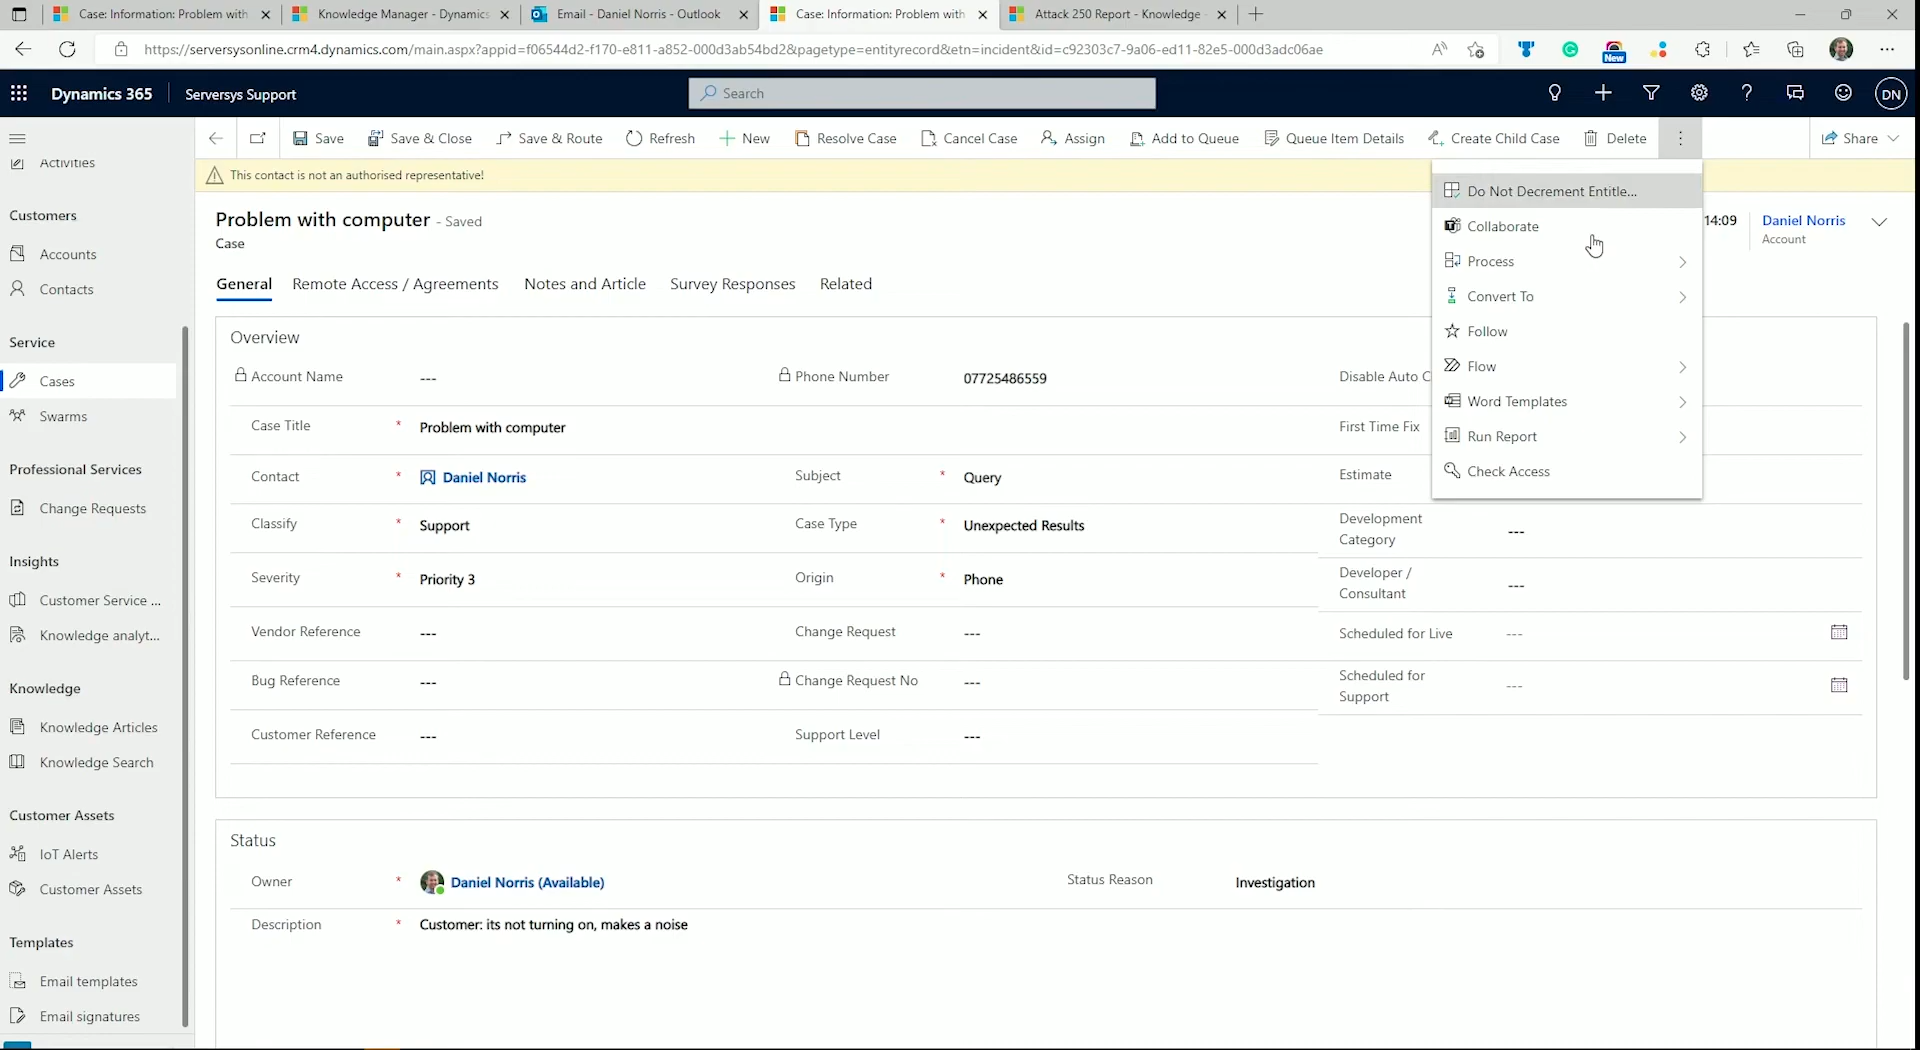 Case: Information: Problem with
Knowledge Manager - Dynamics
Email - Daniel Norris - Outlook
Case: Information: Problem with
Attack 250 Report - Knowledge
https://serversysonline.crm4.dynamics.com/main.aspx?appid=f06544d2-f170-e811-a852-000d3ab54bd2&pagetype=entityrecord&etn=incident&id=c92303c7-9a06-ed11-82e5-000d3adc06ae
New
Dynamics 365
Serversys Support
Search
DN
Save
Save & Close
Save & Route
Refresh
New
Resolve Case
Cancel Case
Assign
Add to Queue
Queue Item Details
Create Child Case
Delete
Share
This contact is not an authorised representative!
Activities
Customers
Accounts
Contacts
Service
Cases
Swarms
Professional Services
Change Requests
Insights
Customer Service ...
Knowledge analyt...
Knowledge
Knowledge Articles
Knowledge Search
Customer Assets
IoT Alerts
Customer Assets
Templates
Email templates
Email signatures
Problem with computer - Saved
Case
14:09
Daniel Norris
Account
General
Remote Access / Agreements
Notes and Article
Survey Responses
Related
Do Not Decrement Entitle...
Collaborate
Process
Convert To
Follow
Flow
Word Templates
Run Report
Check Access
Overview
Account Name ---
Phone Number 07725486559
Disable Auto C
Case Title * Problem with computer
First Time Fix
Contact * Daniel Norris
Subject * Query
Estimate
Classify * Support
Case Type * Unexpected Results
Development
Category ---
Severity * Priority 3
Origin * Phone
Developer /
Consultant ---
Vendor Reference ---
Change Request ---
Scheduled for Live ---
Bug Reference ---
Change Request No ---
Scheduled for
Support ---
Customer Reference ---
Support Level ---
Status
Owner * Daniel Norris (Available)
Status Reason Investigation
Description * Customer: its not turning on, makes a noise